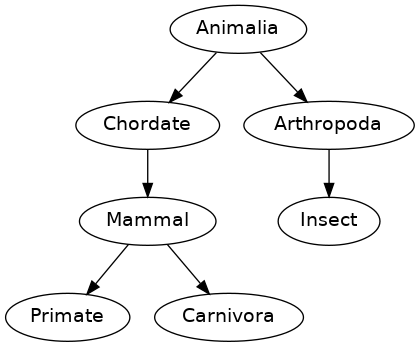 Animalia
Chordate
Arthropoda
Mammal
Insect
Primate
Carnivora